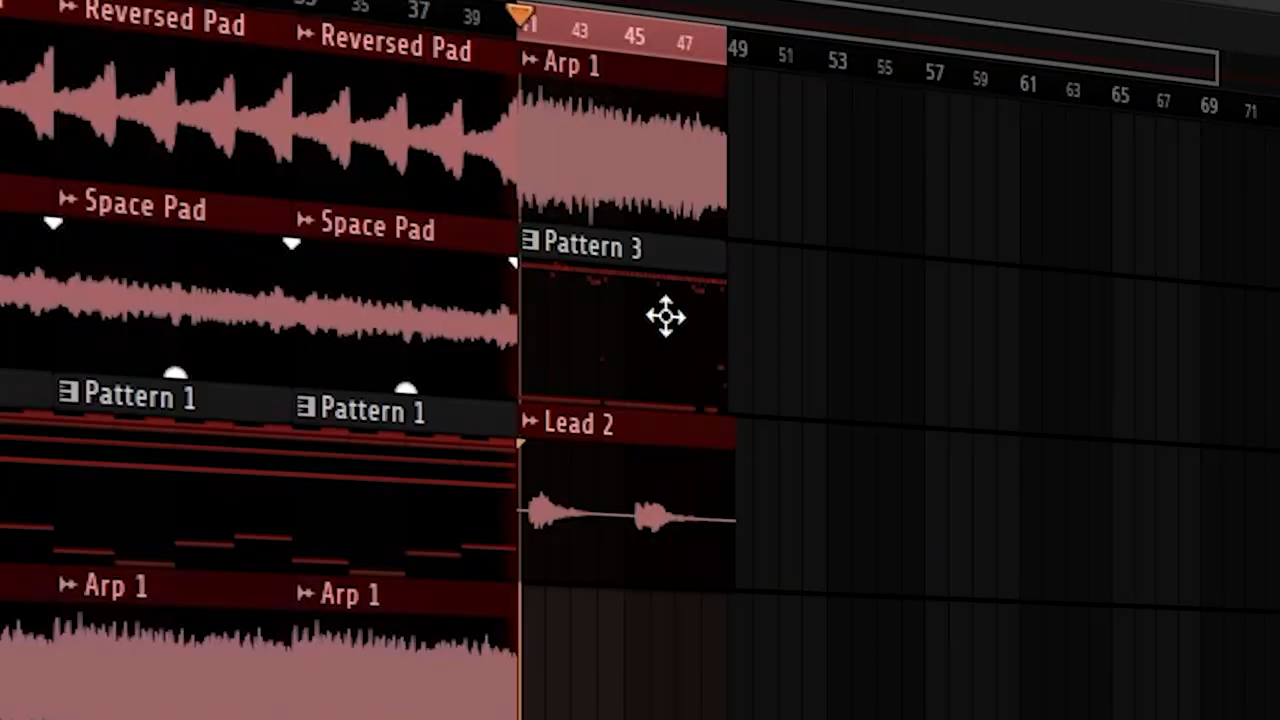 35 37 39 43 45 47 49 51 53 55 57 59 61 63 65 67 69 71
Reversed Pad
Reversed Pad
Arp 1
Space Pad
Space Pad
Pattern 3
Pattern 1
Pattern 1
Lead 2
Arp 1
Arp 1